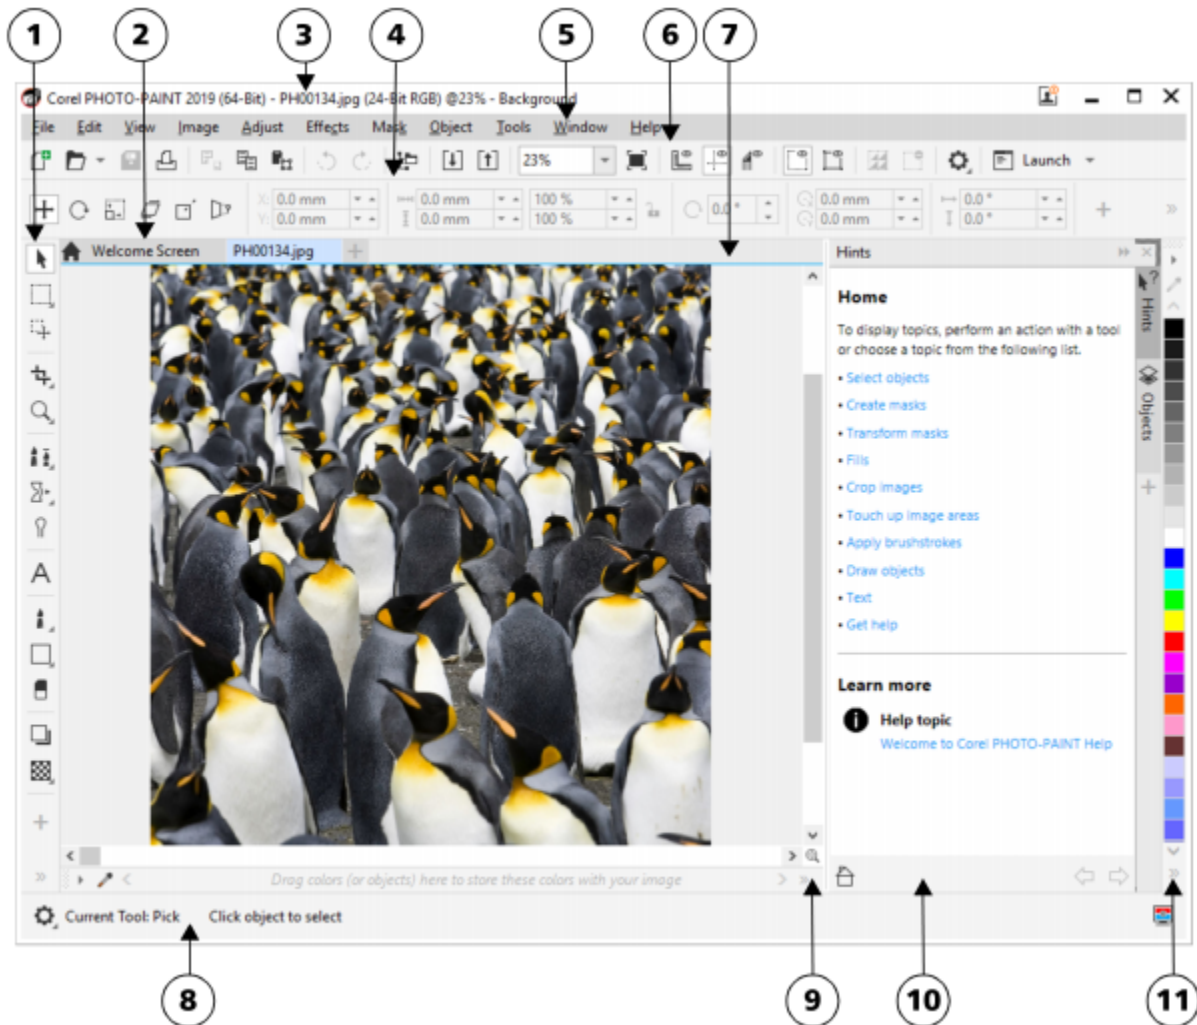 1 2 3 4 5 6 7
Corel PHOTO-PAINT 2019 (64-Bit) - PH00134.jpg (24-Bit RGB) @23% - Background
File Edit View Image Adjust Effects Mask Object Tools Window Help
23% Launch
X: 0.0 mm 0.0 mm 100 % 0.0 ° 0.0 mm 0.0 °
Y: 0.0 mm 0.0 mm 100 % 0.0 mm 0.0 °
Welcome Screen PH00134.jpg
Hints
Home
To display topics, perform an action with a tool
or choose a topic from the following list.
• Select objects
• Create masks
• Transform masks
• Fills
• Crop images
• Touch up image areas
• Apply brushstrokes
• Draw objects
• Text
• Get help
Learn more
Help topic
Welcome to Corel PHOTO-PAINT Help
Hints
Objects
Drag colors (or objects) here to store these colors with your image
Current Tool: Pick Click object to select
8 9 10 11